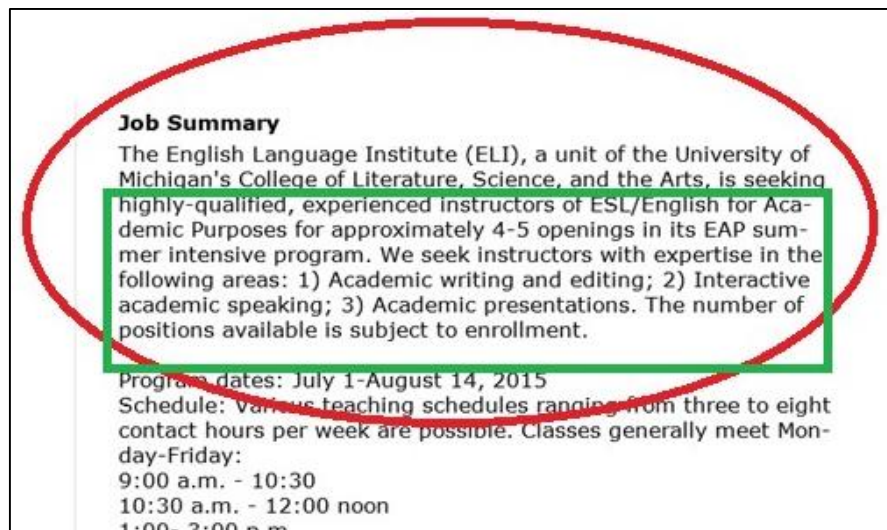 Job Summary
The English Language Institute (ELI), a unit of the University of
Michigan's College of Literature, Science, and the Arts, is seeking
highly-qualified, experienced instructors of ESL/English for Aca-
demic Purposes for approximately 4-5 openings in its EAP sum-
mer intensive program. We seek instructors with expertise in the
following areas: 1) Academic writing and editing; 2) Interactive
academic speaking; 3) Academic presentations. The number of
positions available is subject to enrollment.
Program dates: July 1-August 14, 2015
Schedule: Various teaching schedules ranging from three to eight
contact hours per week are possible. Classes generally meet Mon-
day-Friday:
9:00 a.m. - 10:30
10:30 a.m. - 12:00 noon
1:00- 3:00 p.m.